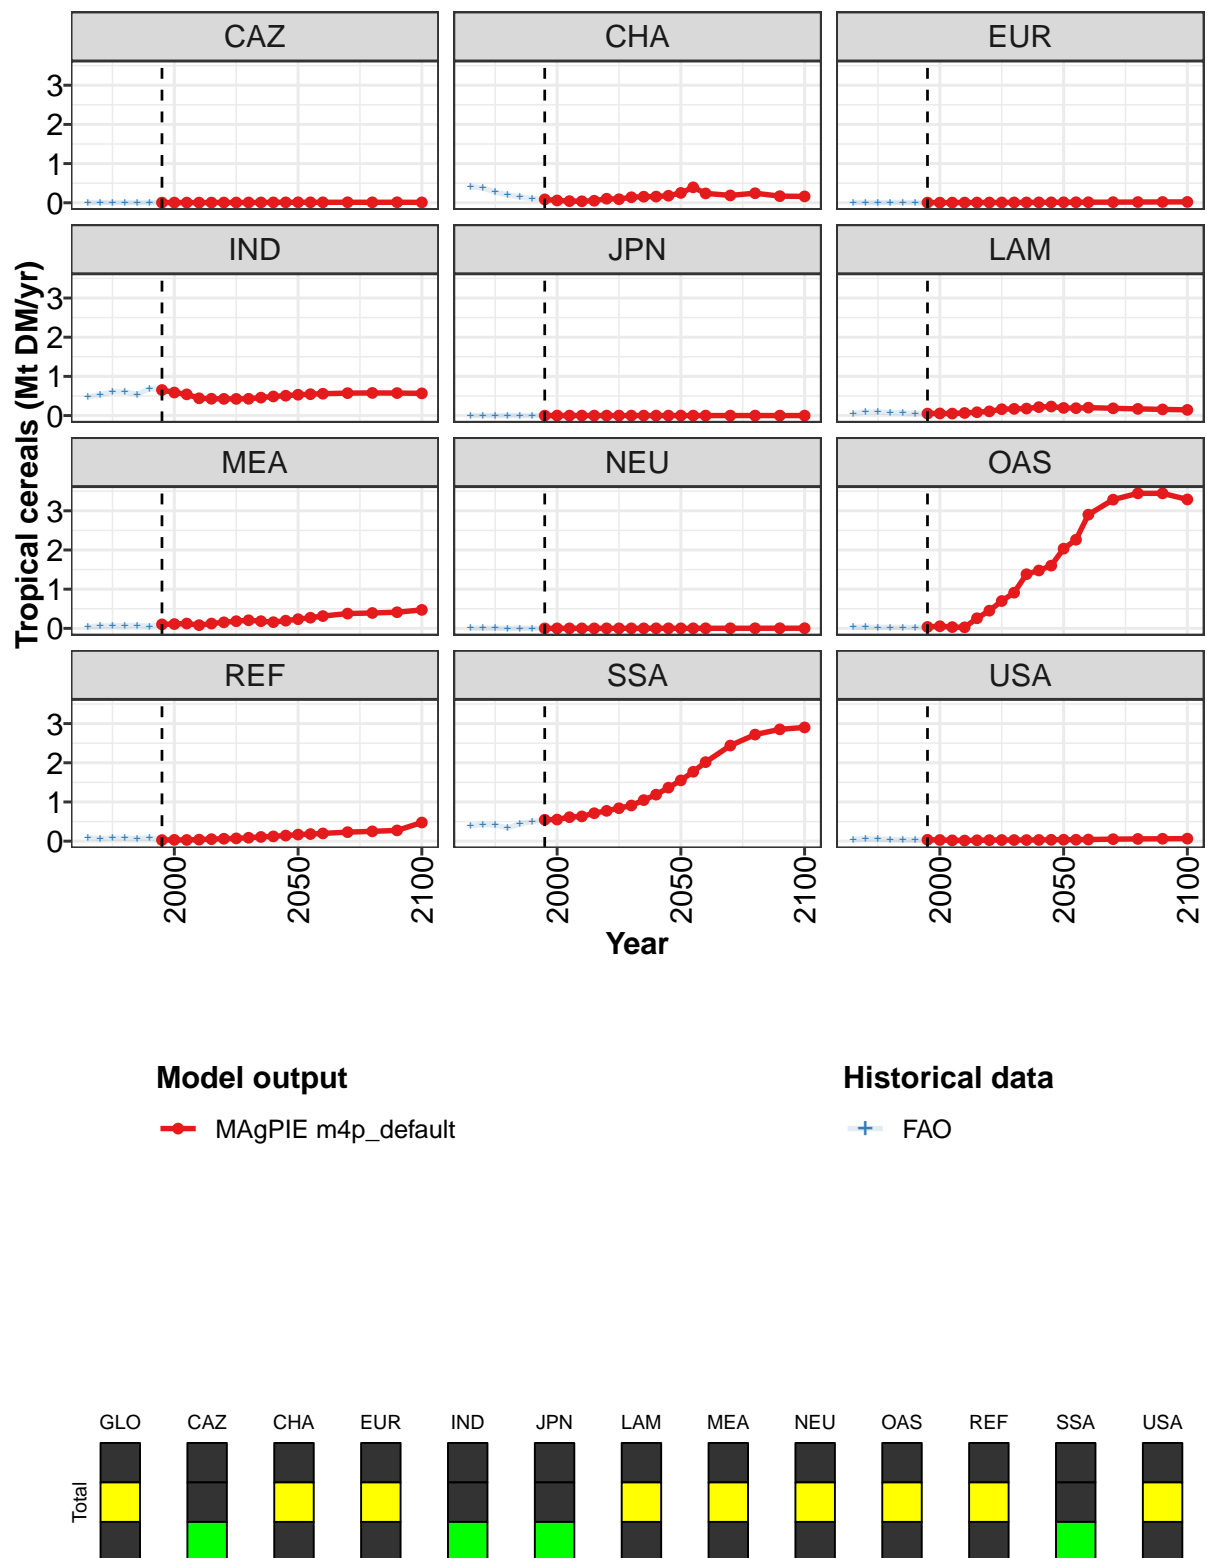 CAZ CHA EUR
3
2
1
0
IND JPN LAM
3
2
1
0
Tropical cereals (Mt DM/yr)
MEA NEU OAS
3
2
1
0
REF SSA USA
3
2
1
0
2000 2050 2100 2000 2050 2100 2000 2050 2100
Year
Model output Historical data
MAgPIE m4p_default FAO
GLO CAZ CHA EUR IND JPN LAM MEA NEU OAS REF SSA USA
Total